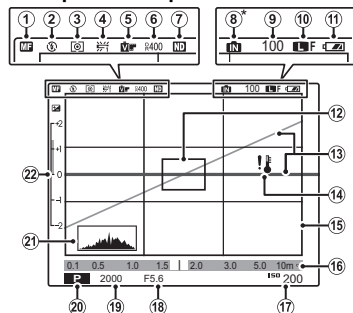 ① ② ③ ④ ⑤ ⑥ ⑦
MF R400 ND
⑧* ⑨ ⑩ ⑪
IN 100 L F
MF R400 ND
IN 100 L F
⑫
⑬
⑭
⑮
⑯
㉒
㉑
+2
+1
0
-1
-2
!
0.1 0.5 1.0 1.5 2.0 3.0 5.0 10m
P 2000 F5.6 ISO 200
⑳ ⑲ ⑱ ⑰